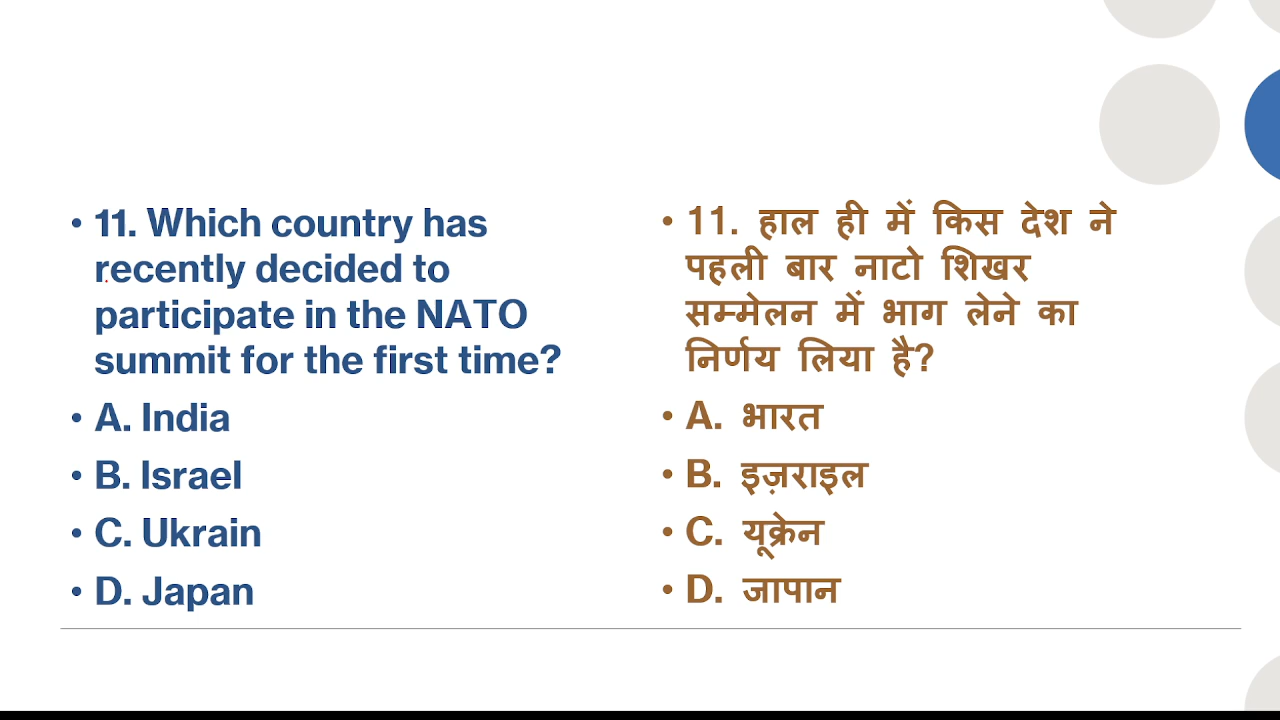 • 11. Which country has
recently decided to
participate in the NATO
summit for the first time?
• A. India
• B. Israel
• C. Ukrain
• D. Japan
• 11. हाल ही में किस देश ने
पहली बार नाटो शिखर
सम्मेलन में भाग लेने का
निर्णय लिया है?
• A. भारत
• B. इज़राइल
• C. यूक्रेन
• D. जापान